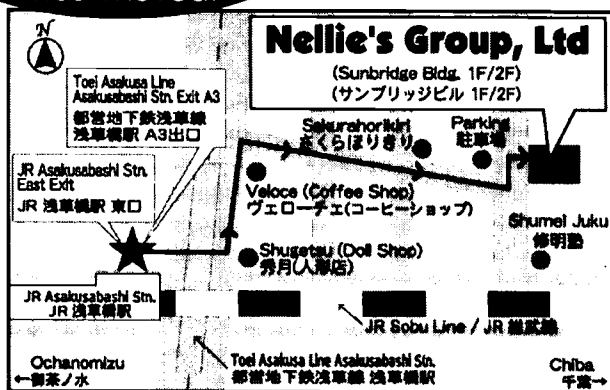 N
Nellie's Group, Ltd
(Sunbridge Bldg. 1F/2F)
(サンブリッジビル 1F/2F)
Toei Asakusa Line
Asakusabashi Stn. Exit A3
都営地下鉄浅草線
浅草橋駅 A3出口
Sakurahorikiri
さくらほりきり
Parking
駐車場
JR Asakusabashi Stn.
East Exit
JR 浅草橋駅 東口
Veloce (Coffee Shop)
ヴェローチェ(コーヒーショップ)
Shumei Juku
修明塾
Shugetsu (Doll Shop)
秀月(人形店)
JR Asakusabashi Stn.
JR 浅草橋駅
JR Sobu Line / JR 総武線
Ochanomizu
←御茶ノ水
Toei Asakusa Line Asakusabashi Stn.
都営地下鉄浅草線 浅草橋駅
Chiba
千葉→